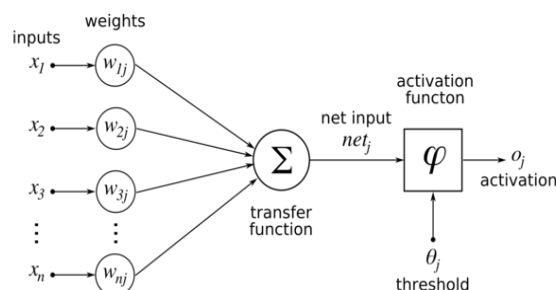 weights
inputs
x1
w1j
x2
w2j
x3
w3j
xn
wnj
Σ
transfer
function
net input
netj
activation
functon
φ
oj
activation
θj
threshold